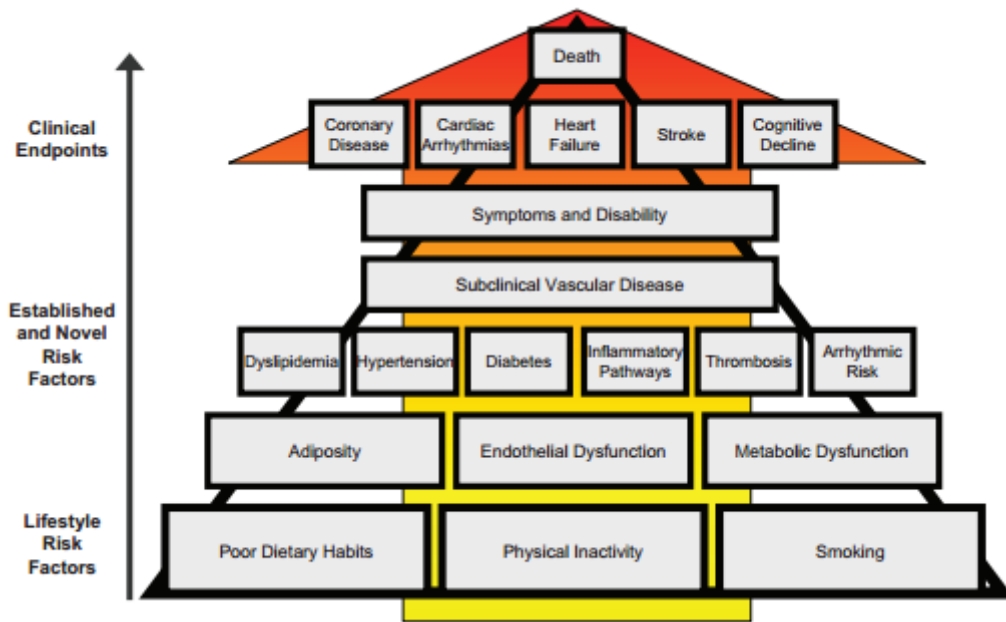 Death
Clinical
Endpoints
Coronary
Disease
Cardiac
Arrhythmias
Heart
Failure
Stroke
Cognitive
Decline
Symptoms and Disability
Subclinical Vascular Disease
Established
and Novel
Risk
Factors
Dyslipidemia
Hypertension
Diabetes
Inflammatory
Pathways
Thrombosis
Arrhythmic
Risk
Adiposity
Endothelial Dysfunction
Metabolic Dysfunction
Lifestyle
Risk
Factors
Poor Dietary Habits
Physical Inactivity
Smoking